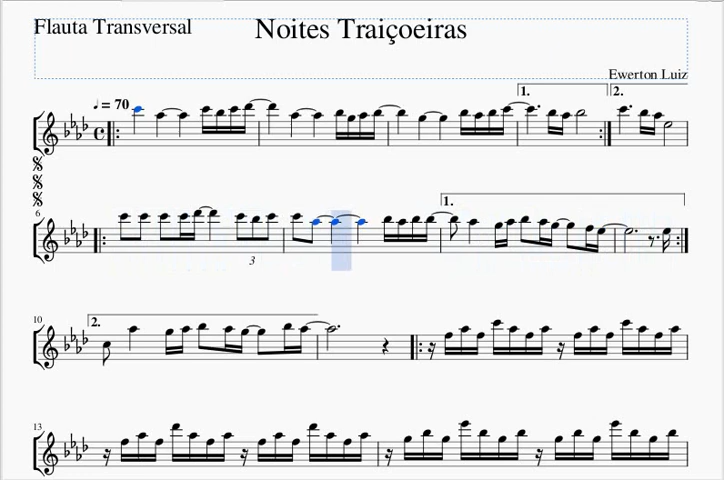 Flauta Transversal
Noites Traiçoeiras
Ewerton Luiz
♩ = 70
1.
2.
6
3
1.
10
2.
13